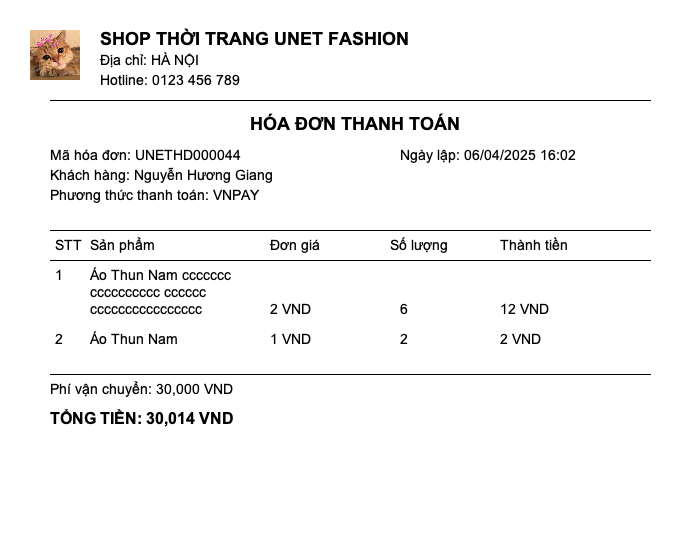 SHOP THỜI TRANG UNET FASHION
Địa chỉ: HÀ NỘI
Hotline: 0123 456 789
HÓA ĐƠN THANH TOÁN
Mã hóa đơn: UNETHD000044 Ngày lập: 06/04/2025 16:02
Khách hàng: Nguyễn Hương Giang
Phương thức thanh toán: VNPAY
STT Sản phẩm Đơn giá Số lượng Thành tiền
1 Áo Thun Nam ccccccc
cccccccccc cccccc
cccccccccccccccc 2 VND 6 12 VND
2 Áo Thun Nam 1 VND 2 2 VND
Phí vận chuyển: 30,000 VND
TỔNG TIỀN: 30,014 VND